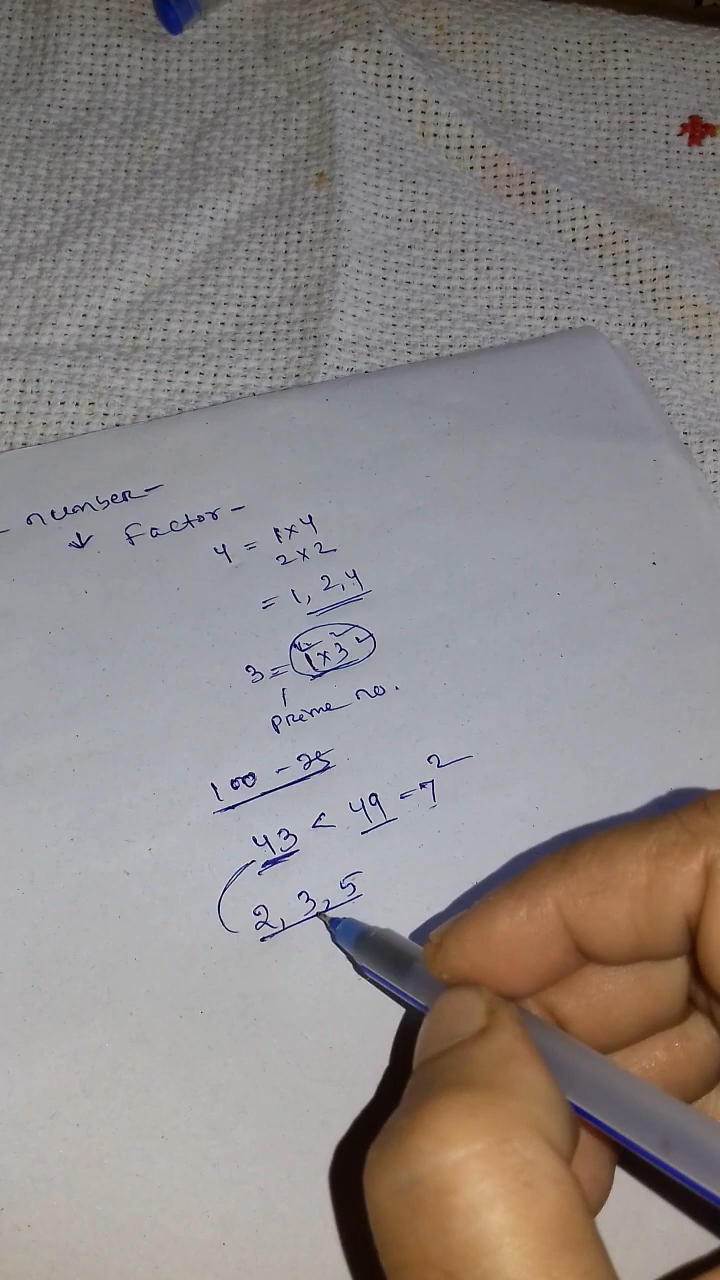 - number-
↓ Factor-
4 = 1×4
2×2
= 1, 2,4
3 = 1×3
prime no.
100 - 25
43 < 49 = 7²
2, 3, 5